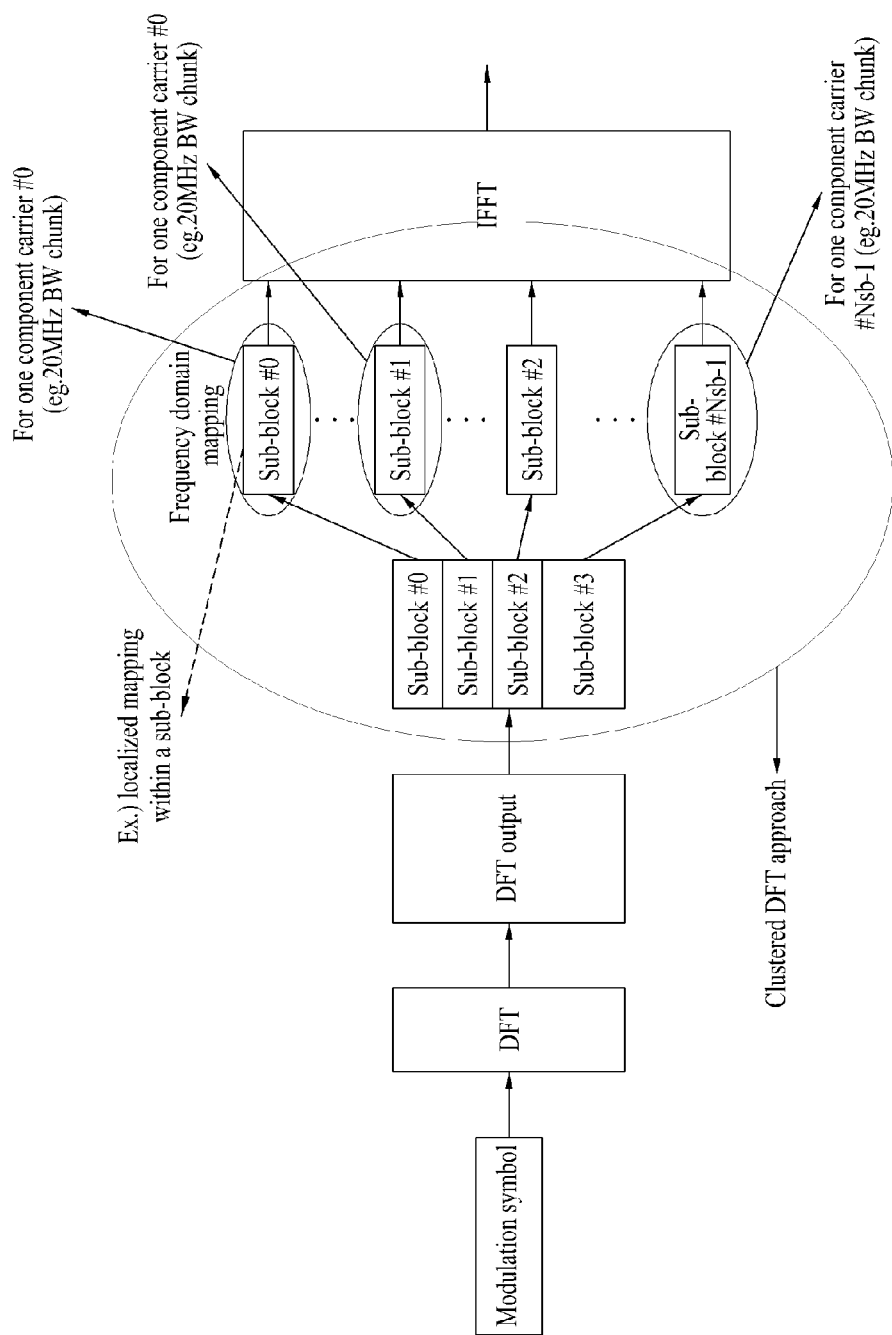 Modulation symbol
DFT
DFT output
Sub-block #0
Sub-block #1
Sub-block #2
Sub-block #3
Ex.) localized mapping
within a sub-block
Frequency domain
mapping
Sub-block #0
Sub-block #1
Sub-block #2
Sub-
block #Nsb-1
IFFT
For one component carrier #0
(eg.20MHz BW chunk)
For one component carrier #0
(eg.20MHz BW chunk)
For one component carrier
#Nsb-1 (eg.20MHz BW chunk)
Clustered DFT approach